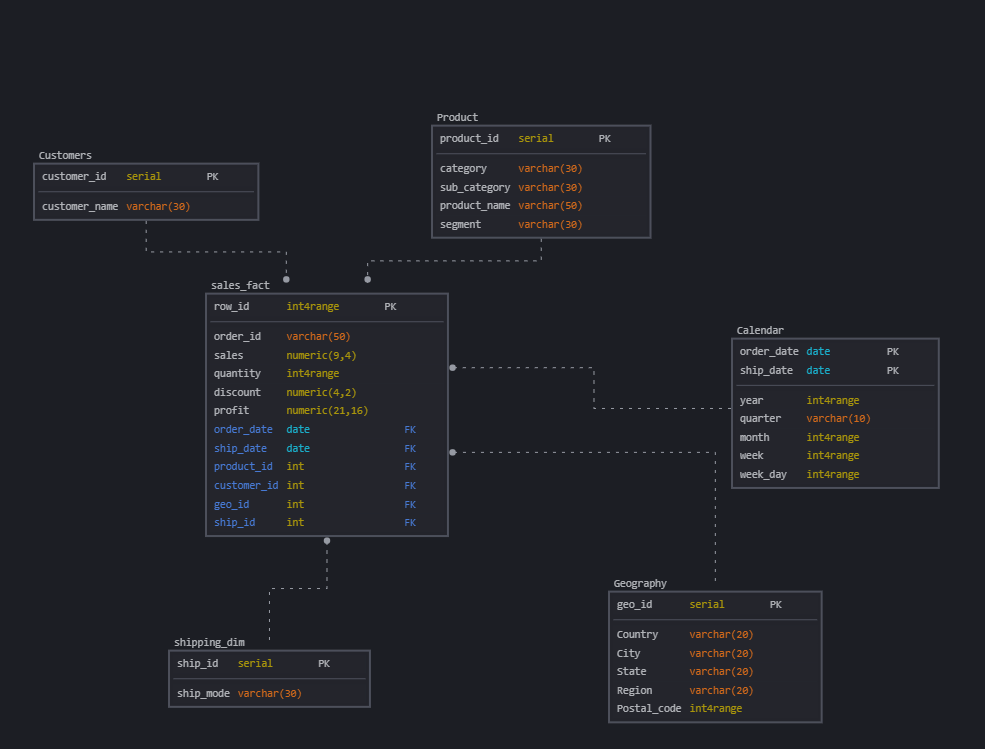 Product
product_id serial PK
category varchar(30)
sub_category varchar(30)
product_name varchar(50)
segment varchar(30)
Customers
customer_id serial PK
customer_name varchar(30)
sales_fact
row_id int4range PK
order_id varchar(50)
sales numeric(9,4)
quantity int4range
discount numeric(4,2)
profit numeric(21,16)
order_date date FK
ship_date date FK
product_id int FK
customer_id int FK
geo_id int FK
ship_id int FK
Calendar
order_date date PK
ship_date date PK
year int4range
quarter varchar(10)
month int4range
week int4range
week_day int4range
Geography
geo_id serial PK
Country varchar(20)
City varchar(20)
State varchar(20)
Region varchar(20)
Postal_code int4range
shipping_dim
ship_id serial PK
ship_mode varchar(30)